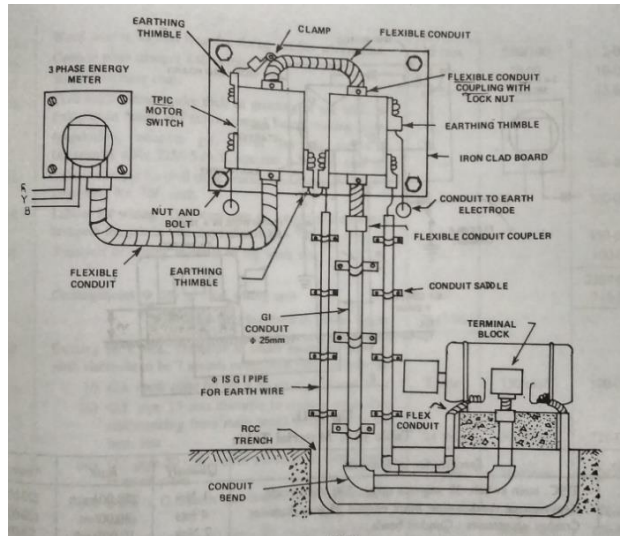 EARTHING
THIMBLE
CLAMP
FLEXIBLE CONDUIT
3 PHASE ENERGY
METER
TPIC
MOTOR
SWITCH
FLEXIBLE CONDUIT
COUPLING WITH
LOCK NUT
EARTHING THIMBLE
IRON CLAD BOARD
R
Y
B
NUT AND
BOLT
CONDUIT TO EARTH
ELECTRODE
FLEXIBLE CONDUIT COUPLER
FLEXIBLE
CONDUIT
EARTHING
THIMBLE
CONDUIT SADDLE
GI
CONDUIT
Φ 25mm
TERMINAL
BLOCK
Φ IS G I PIPE
FOR EARTH WIRE
FLEX
CONDUIT
RCC
TRENCH
CONDUIT
BEND